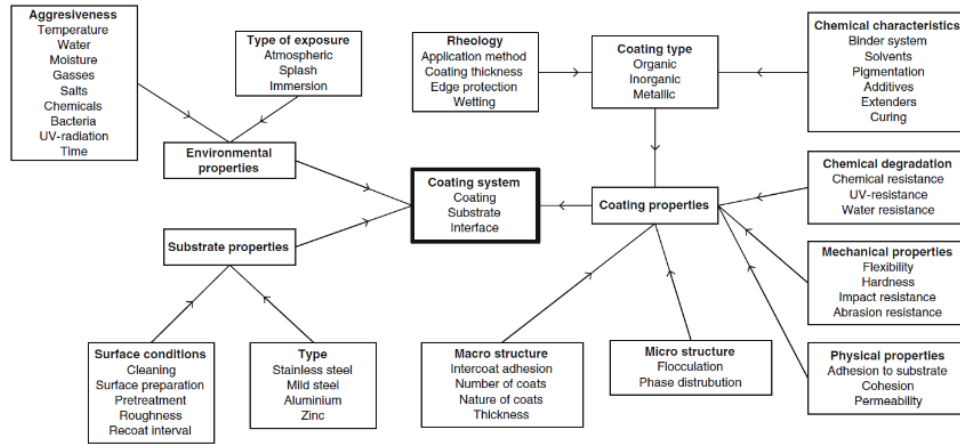 Aggresiveness
Temperature
Water
Moisture
Gasses
Salts
Chemicals
Bacteria
UV-radiation
Time
Type of exposure
Atmospheric
Splash
Immersion
Rheology
Application method
Coating thickness
Edge protection
Wetting
Coating type
Organic
Inorganic
Metallic
Chemical characteristics
Binder system
Solvents
Pigmentation
Additives
Extenders
Curing
Environmental
properties
Coating system
Coating
Substrate
Interface
Coating properties
Chemical degradation
Chemical resistance
UV-resistance
Water resistance
Substrate properties
Mechanical properties
Flexibility
Hardness
Impact resistance
Abrasion resistance
Surface conditions
Cleaning
Surface preparation
Pretreatment
Roughness
Recoat interval
Type
Stainless steel
Mild steel
Aluminium
Zinc
Macro structure
Intercoat adhesion
Number of coats
Nature of coats
Thickness
Micro structure
Flocculation
Phase distrubution
Physical properties
Adhesion to substrate
Cohesion
Permeability